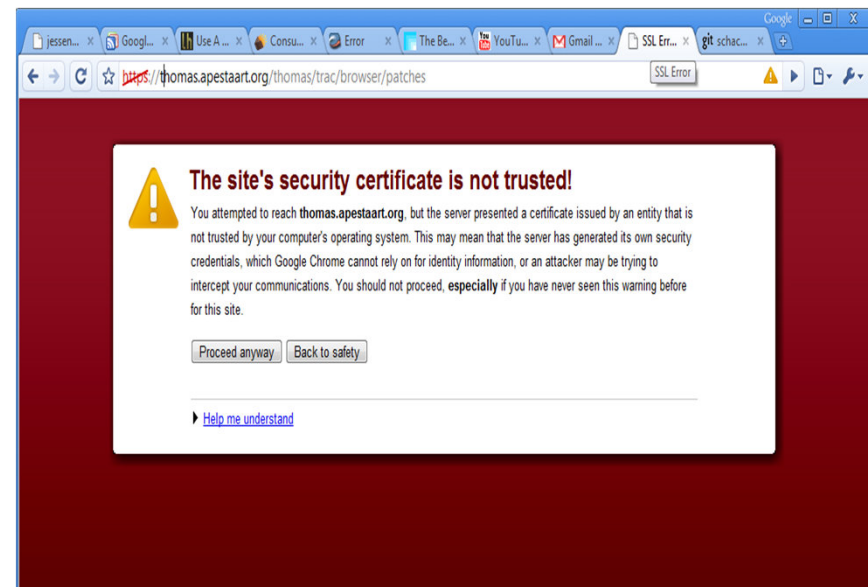 Google
jessen...
Googl...
Use A ...
Consu...
Error
The Be...
You Tube
YouTu...
Gmail ...
SSL Err...
git schac...
https://thomas.apestaart.org/thomas/trac/browser/patches
SSL Error
The site's security certificate is not trusted!
You attempted to reach thomas.apestaart.org, but the server presented a certificate issued by an entity that is
not trusted by your computer's operating system. This may mean that the server has generated its own security
credentials, which Google Chrome cannot rely on for identity information, or an attacker may be trying to
intercept your communications. You should not proceed, especially if you have never seen this warning before
for this site.
Proceed anyway
Back to safety
Help me understand